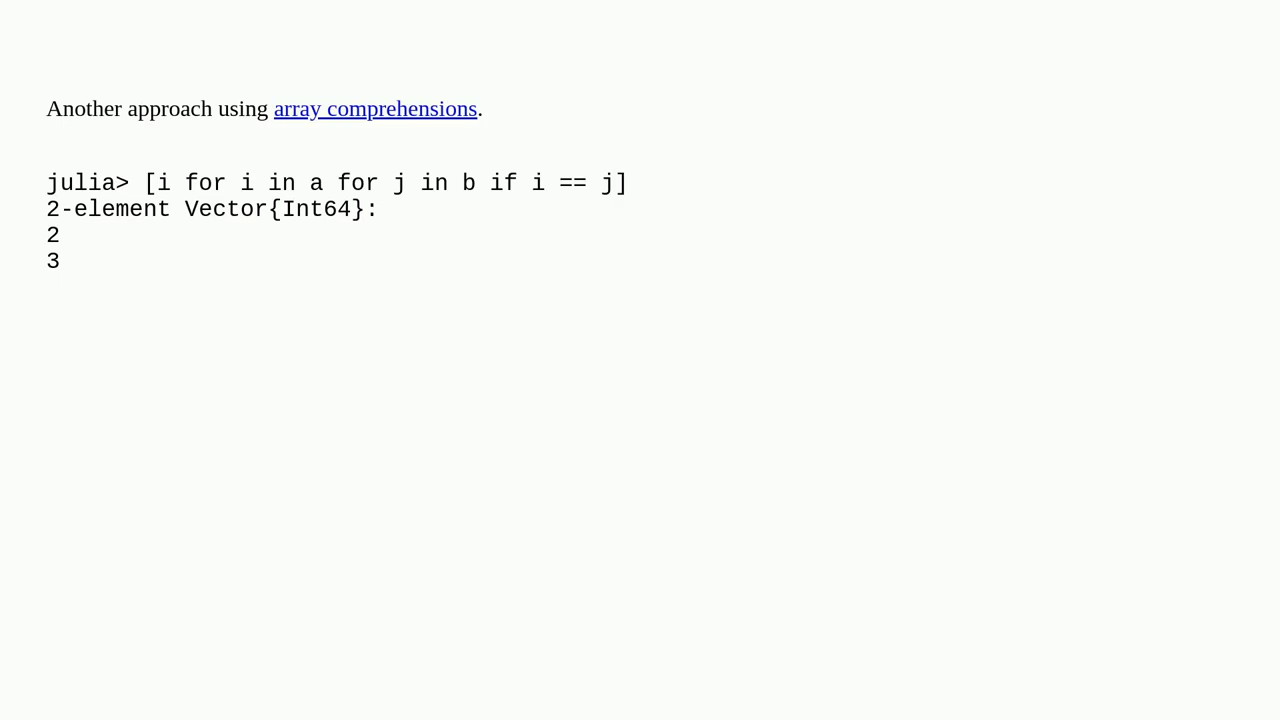 Another approach using array comprehensions.
julia> [i for i in a for j in b if i == j]
2-element Vector{Int64}:
2
3